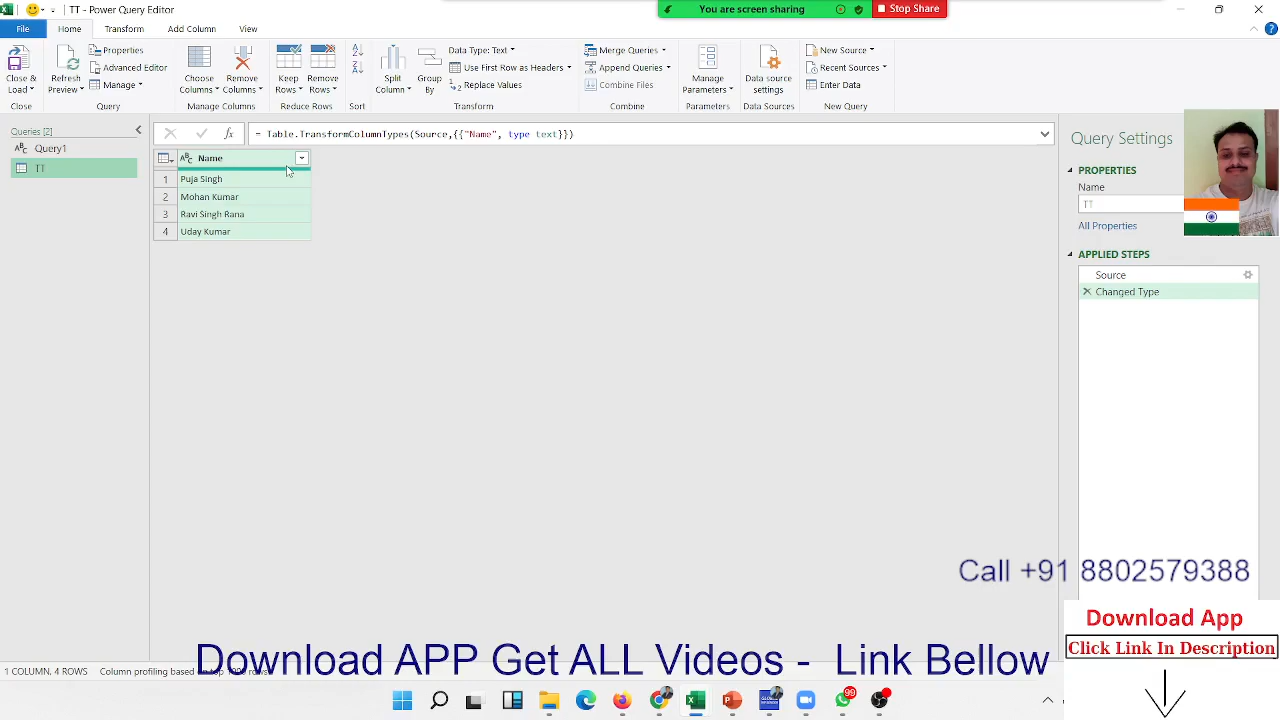 TT - Power Query Editor
You are screen sharing
Stop Share
File
Home
Transform
Add Column
View
Close & Load
Refresh Preview
Properties
Advanced Editor
Manage
Choose Columns
Remove Columns
Keep Rows
Remove Rows
Split Column
Group By
Data Type: Text
Use First Row as Headers
Replace Values
Merge Queries
Append Queries
Combine Files
Manage Parameters
Data source settings
New Source
Recent Sources
Enter Data
Close
Query
Manage Columns
Reduce Rows
Sort
Transform
Combine
Parameters
Data Sources
New Query
Queries [2]
Query1
TT
= Table.TransformColumnTypes(Source,{{"Name", type text}})
Name
1 Puja Singh
2 Mohan Kumar
3 Ravi Singh Rana
4 Uday Kumar
Query Settings
PROPERTIES
Name
TT
All Properties
APPLIED STEPS
Source
Changed Type
Call +91 8802579388
Download App
Click Link In Description
Download APP Get ALL Videos - Link Bellow
1 COLUMN, 4 ROWS
Column profiling based on top
99